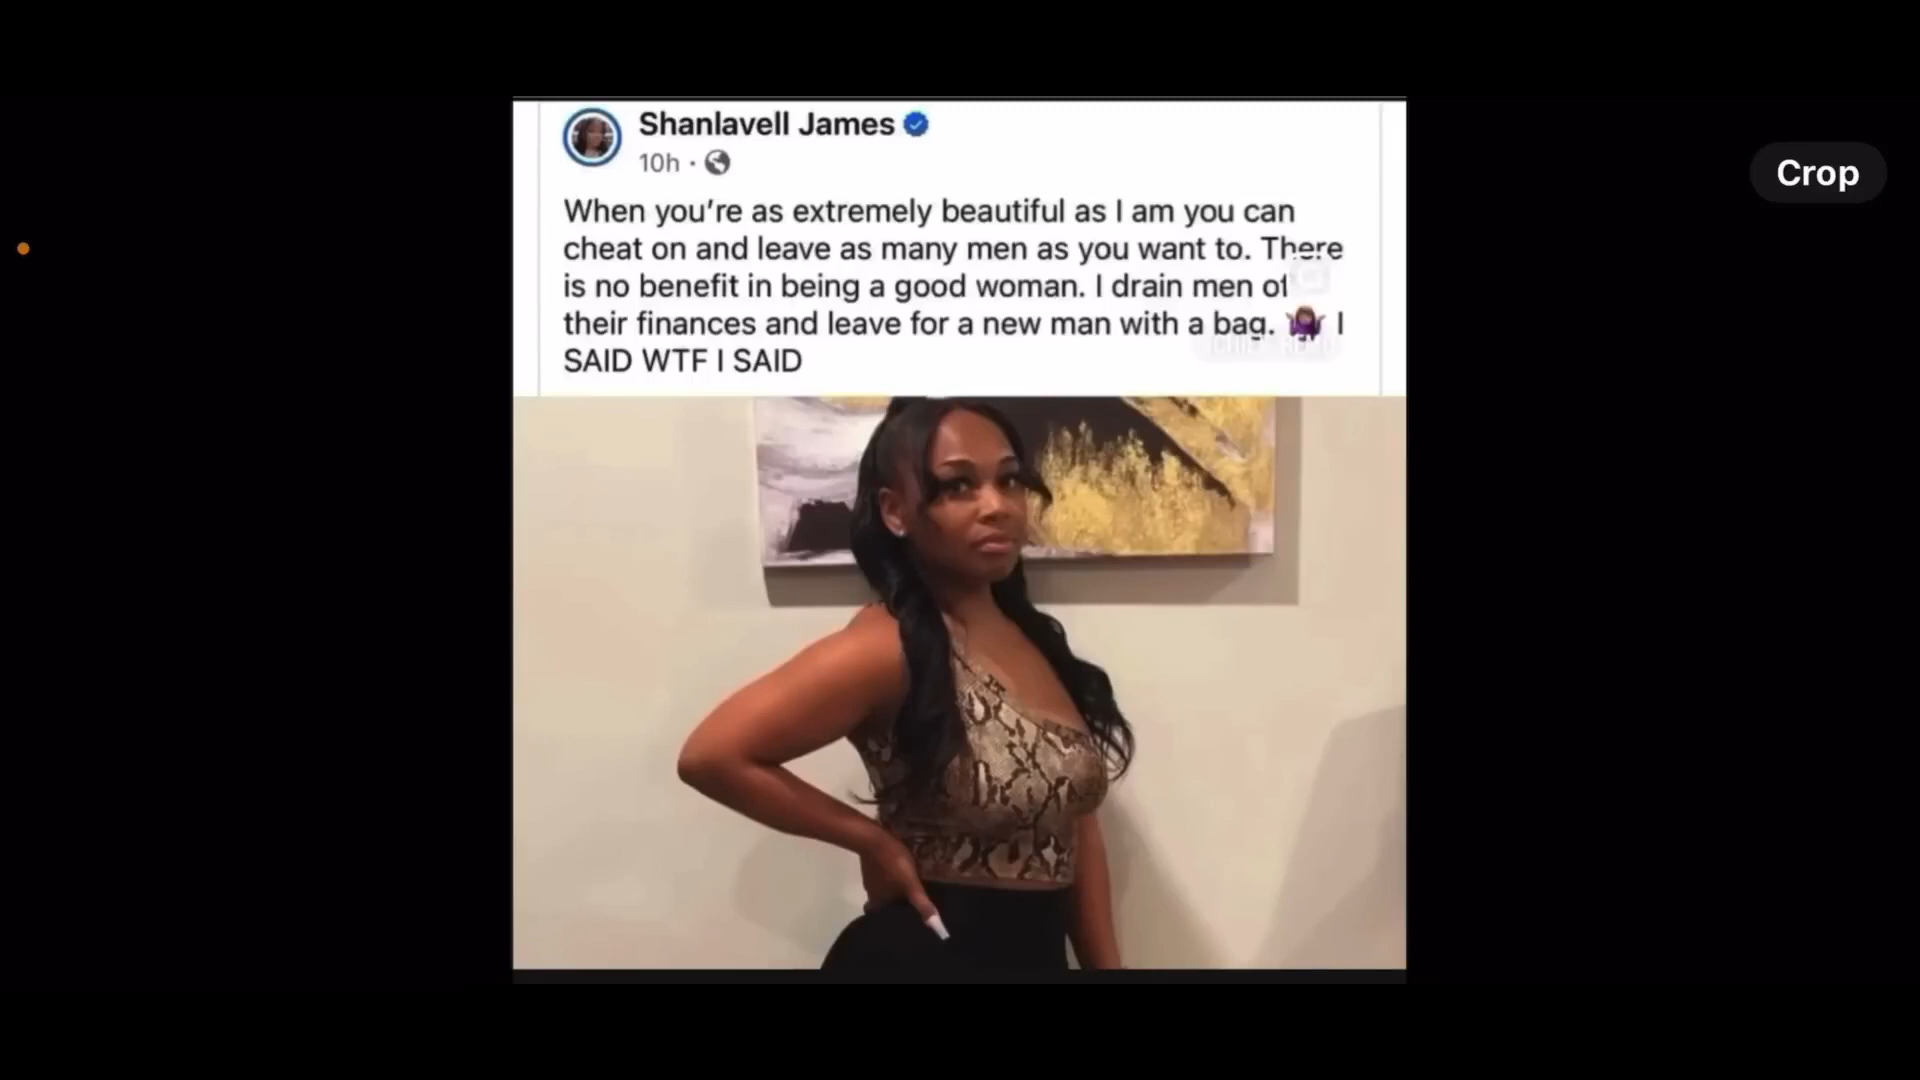 Shanlavell James
10h ·
When you're as extremely beautiful as I am you can
cheat on and leave as many men as you want to. There
is no benefit in being a good woman. I drain men of
their finances and leave for a new man with a bag. 🤷🏾‍♀️ I
SAID WTF I SAID
Crop